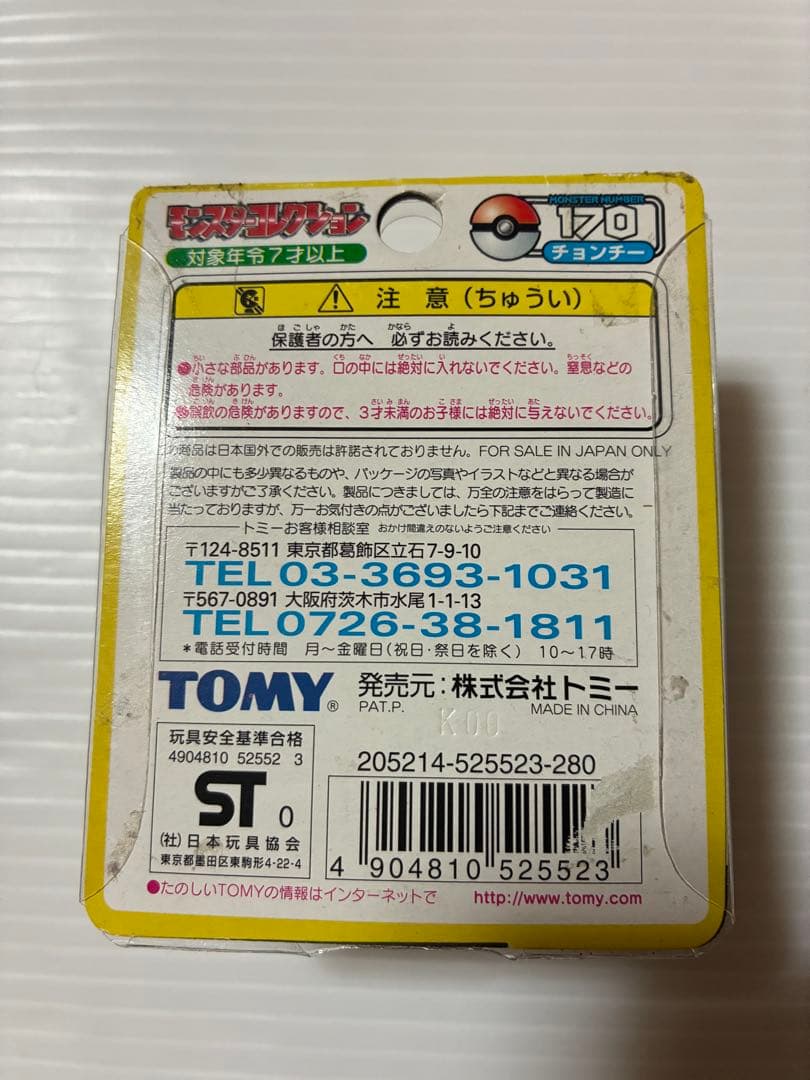 モンスターコレクション
対象年令7才以上
MONSTER NUMBER
170
チョンチー
注意(ちゅうい)
保護者の方へ 必ずお読みください。
●小さな部品があります。口の中には絶対に入れないでください。窒息などの
危険があります。
●誤飲の危険がありますので、3才未満のお子様には絶対に与えないでください。
商品は日本国外での販売は許諾されておりません。FOR SALE IN JAPAN ONLY
製品の中にも多少異なるものや、パッケージの写真やイラストなどと異なる場合が
ございますがご了承ください。製品につきましては、万全の注意をはらって製造に
当たっておりますが、万一お気付きの点がございましたら下記までご連絡ください。
トミーお客様相談室 おかけ間違えのないようご注意ください
〒124-8511 東京都葛飾区立石7-9-10
TEL03-3693-1031
〒567-0891 大阪府茨木市水尾1-1-13
TEL0726-38-1811
*電話受付時間 月~金曜日(祝日・祭日を除く) 10~17時
TOMY®
発売元:株式会社トミー
PAT.P.
MADE IN CHINA
K00
玩具安全基準合格
4904810 52552 3
ST 0
(社)日本玩具協会
東京都墨田区東駒形4-22-4
205214-525523-280
4 904810 525523
●たのしいTOMYの情報はインターネットで http://www.tomy.com